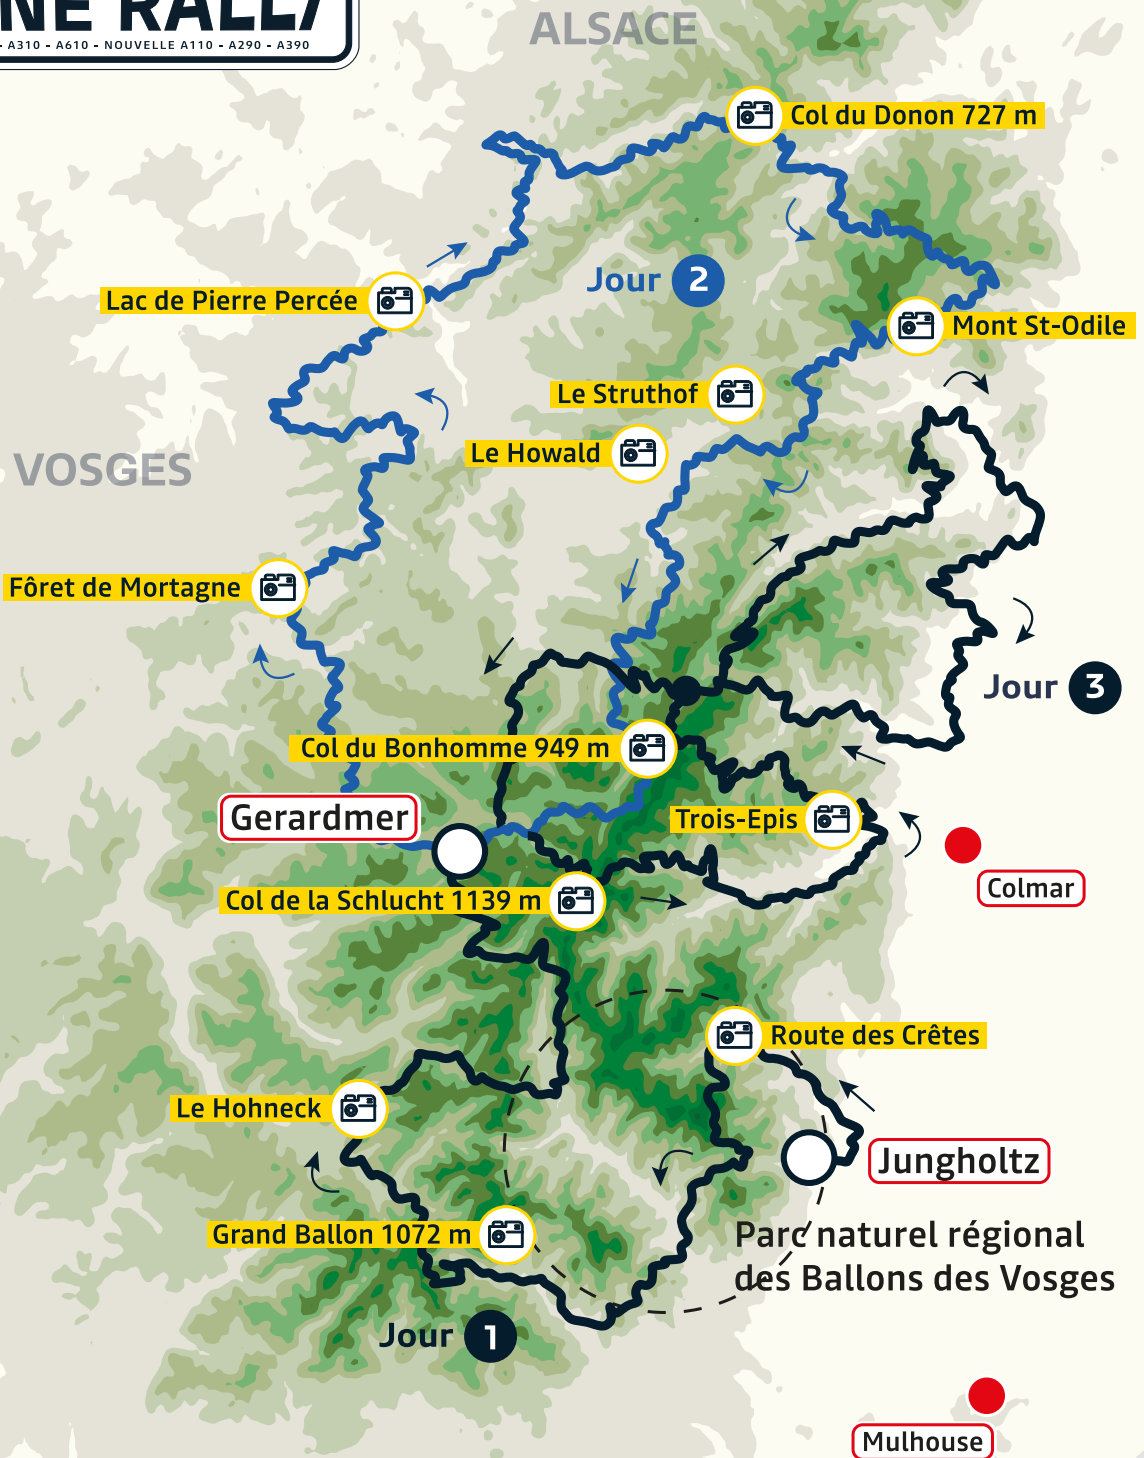 NE RALLY
- A310 - A610 - NOUVELLE A110 - A290 - A390
ALSACE
Col du Donon 727 m
Jour 2
Lac de Pierre Percée
Mont St-Odile
Le Struthof
Le Howald
VOSGES
Fôret de Mortagne
Jour 3
Col du Bonhomme 949 m
Gerardmer
Trois-Epis
Colmar
Col de la Schlucht 1139 m
Route des Crêtes
Le Hohneck
Jungholtz
Grand Ballon 1072 m
Parc naturel régional
des Ballons des Vosges
Jour 1
Mulhouse